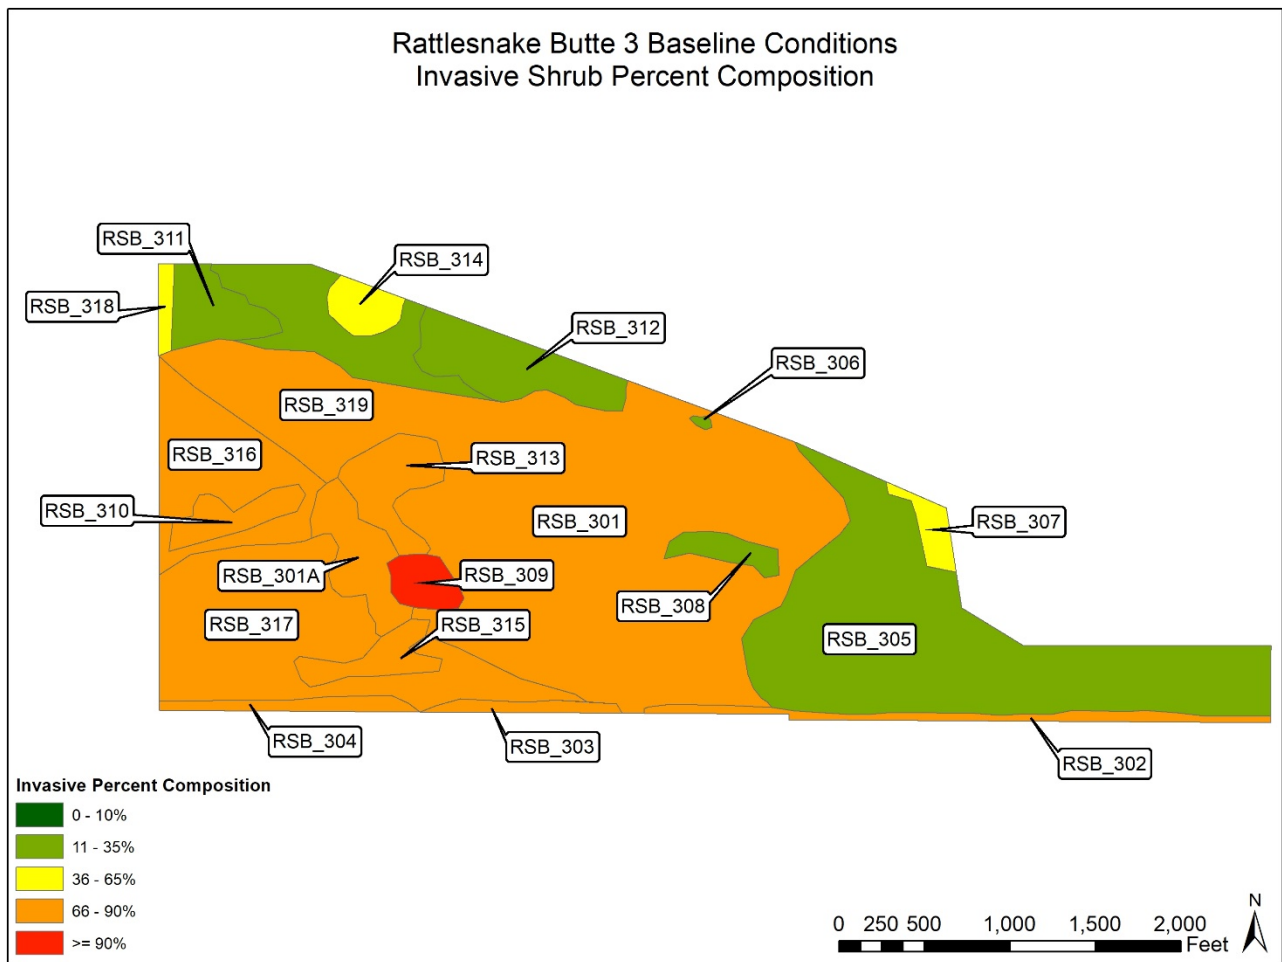 Rattlesnake Butte 3 Baseline Conditions
Invasive Shrub Percent Composition
RSB_311
RSB_314
RSB_318
RSB_312
RSB_306
RSB_319
RSB_316
RSB_313
RSB_310
RSB_301
RSB_307
RSB_301A
RSB_309
RSB_308
RSB_317
RSB_315
RSB_305
RSB_304
RSB_303
RSB_302
Invasive Percent Composition
0 - 10%
11 - 35%
36 - 65%
66 - 90%
>= 90%
0 250 500 1,000 1,500 2,000
Feet
N